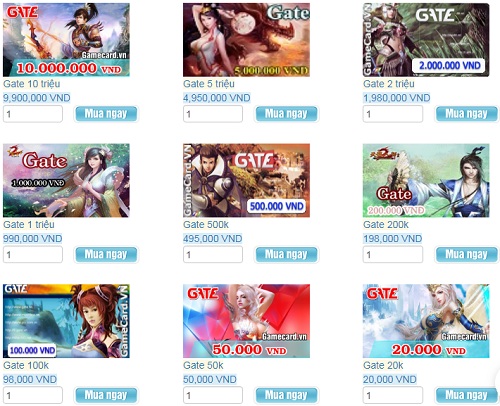 GATE
Gamecard.VN
10.000.000 VND
Gate
5,000,000 VND
GATE
GameCard.VN
2.000.000 VND
Gate 10 triệu
Gate 5 triệu
Gate 2 triệu
9,900,000 VND
4,950,000 VND
1,980,000 VND
1 Mua ngay
1 Mua ngay
1 Mua ngay
Gate
1.000.000 VNĐ
GATE
GameCard.VN
500.000 VND
Gate
200.000 VND
Gate 1 triệu
Gate 500k
Gate 200k
990,000 VND
495,000 VND
198,000 VND
1 Mua ngay
1 Mua ngay
1 Mua ngay
GATE
GameCard.VN
100.000 VND
GATE
Gamecard.VN
50.000 VND
GATE
Gamecard.VN
20.000 VND
Gate 100k
Gate 50k
Gate 20k
98,000 VND
50,000 VND
20,000 VND
1 Mua ngay
1 Mua ngay
1 Mua ngay